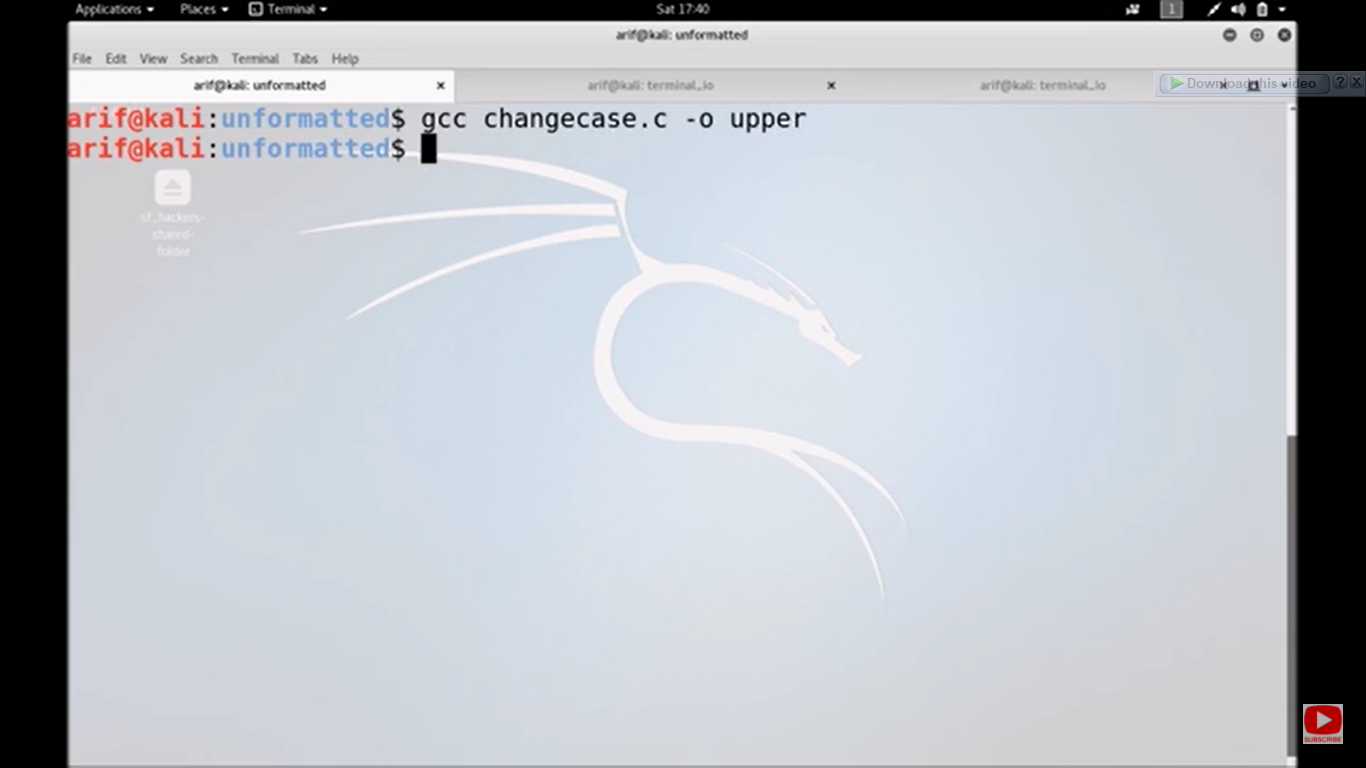 Applications Places Terminal Sat 17:40 1
arif@kali: unformatted
File Edit View Search Terminal Tabs Help
arif@kali: unformatted × arif@kali: terminal_io × arif@kali: terminal_io × Download this video ? X
arif@kali:unformatted$ gcc changecase.c -o upper
arif@kali:unformatted$
sf_hackers-
shared-
folder
SUBSCRIBE